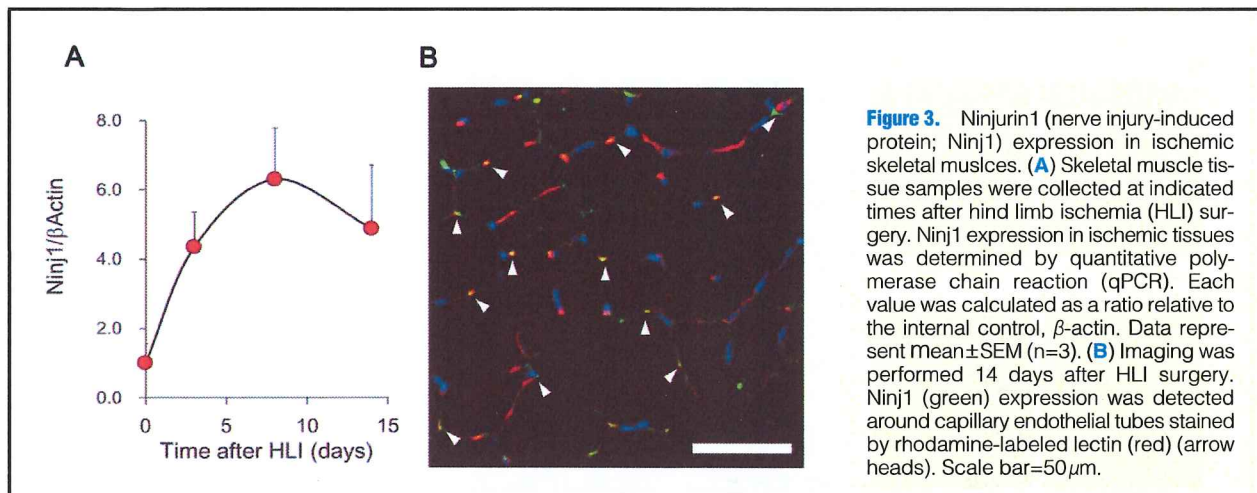 A
B
8.0
6.0
4.0
2.0
0.0
Ninj1/βActin
0
5
10
15
Time after HLI (days)
Figure 3. Ninjurin1 (nerve injury-induced
protein; Ninj1) expression in ischemic
skeletal muslces. (A) Skeletal muscle tis-
sue samples were collected at indicated
times after hind limb ischemia (HLI) sur-
gery. Ninj1 expression in ischemic tissues
was determined by quantitative poly-
merase chain reaction (qPCR). Each
value was calculated as a ratio relative to
the internal control, β-actin. Data repre-
sent mean±SEM (n=3). (B) Imaging was
performed 14 days after HLI surgery.
Ninj1 (green) expression was detected
around capillary endothelial tubes stained
by rhodamine-labeled lectin (red) (arrow
heads). Scale bar=50μm.